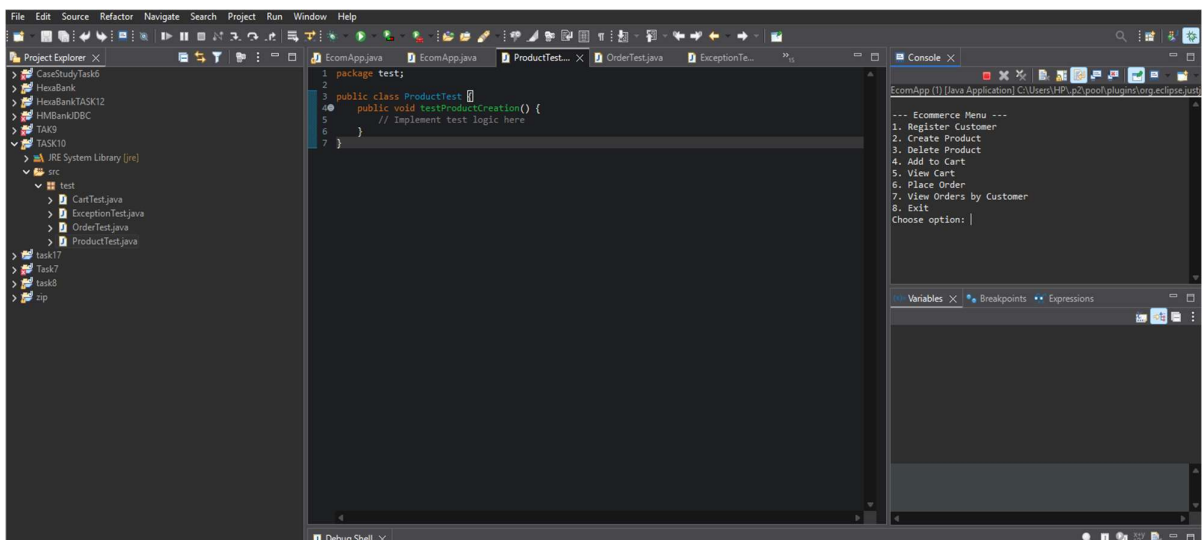 File Edit Source Refactor Navigate Search Project Run Window Help
Project Explorer
CaseStudyTask6
HexaBank
HexaBankTASK12
HMBankJDBC
TAK9
TASK10
JRE System Library [jre]
src
test
CartTest.java
ExceptionTest.java
OrderTest.java
ProductTest.java
task17
Task7
task8
zip
EcomApp.java EcomApp.java ProductTest.... OrderTest.java ExceptionTe... »15
1 package test;
2
3 public class ProductTest {
4 public void testProductCreation() {
5 // Implement test logic here
6 }
7 }
Console
EcomApp (1) [Java Application] C:\Users\HP\.p2\pool\plugins\org.eclipse.justj
--- Ecommerce Menu ---
1. Register Customer
2. Create Product
3. Delete Product
4. Add to Cart
5. View Cart
6. Place Order
7. View Orders by Customer
8. Exit
Choose option:
Variables Breakpoints Expressions
Debug Shell